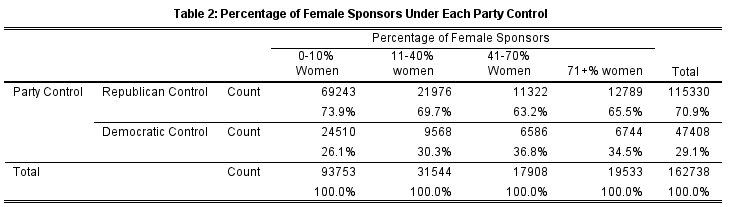 Table 2: Percentage of Female Sponsors Under Each Party Control
Percentage of Female Sponsors
0-10% Women 11-40% women 41-70% Women 71+% women Total
Party Control Republican Control Count 69243 21976 11322 12789 115330
73.9% 69.7% 63.2% 65.5% 70.9%
Democratic Control Count 24510 9568 6586 6744 47408
26.1% 30.3% 36.8% 34.5% 29.1%
Total Count 93753 31544 17908 19533 162738
100.0% 100.0% 100.0% 100.0% 100.0%